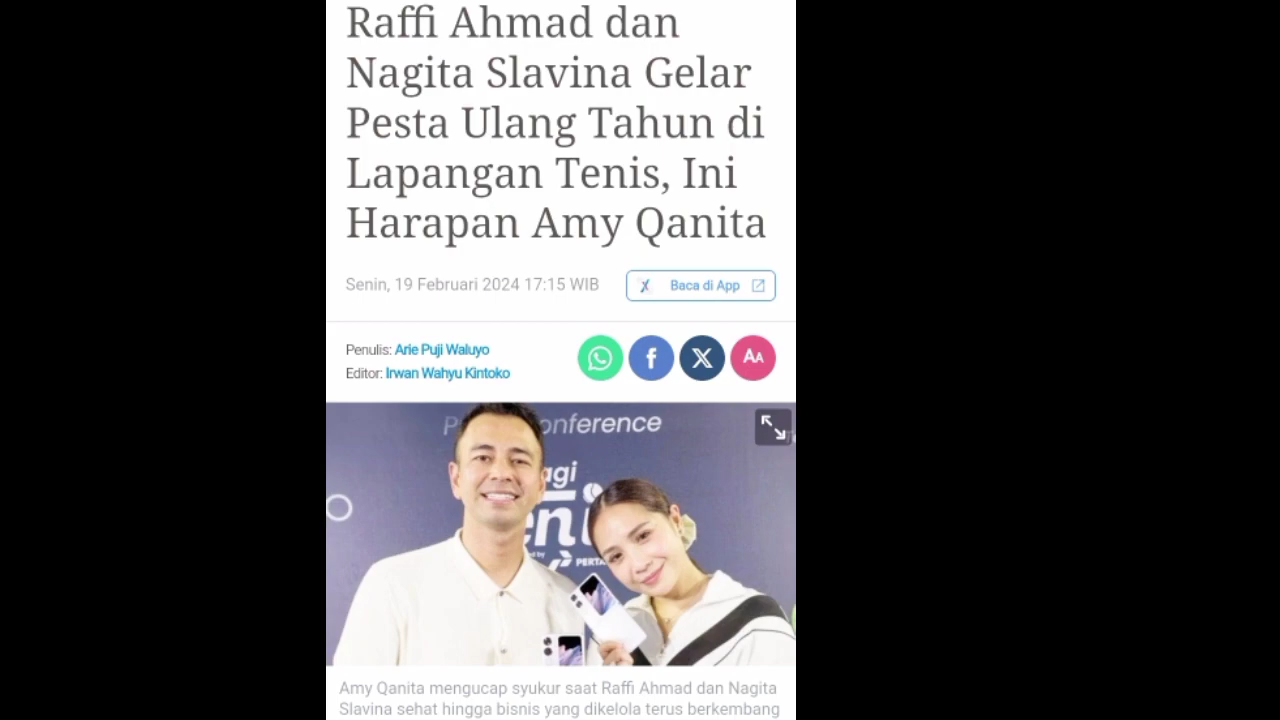 Raffi Ahmad dan
Nagita Slavina Gelar
Pesta Ulang Tahun di
Lapangan Tenis, Ini
Harapan Amy Qanita
Senin, 19 Februari 2024 17:15 WIB
Baca di App
Penulis: Arie Puji Waluyo
Editor: Irwan Wahyu Kintoko
AA
Amy Qanita mengucap syukur saat Raffi Ahmad dan Nagita
Slavina sehat hingga bisnis yang dikelola terus berkembang